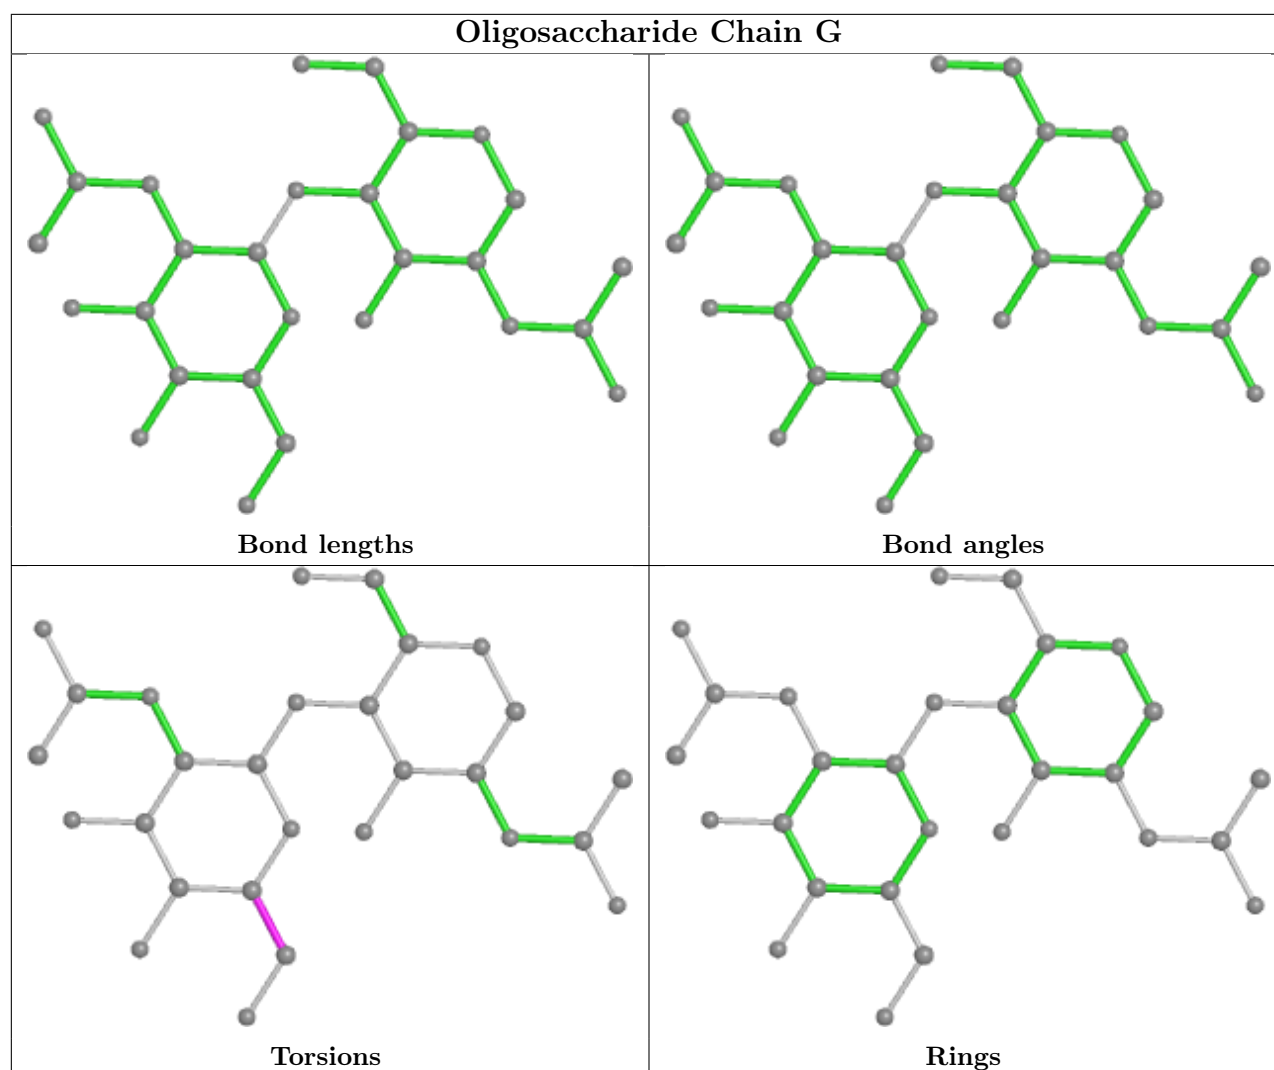 Oligosaccharide Chain G
Bond lengths
Bond angles
Torsions
Rings